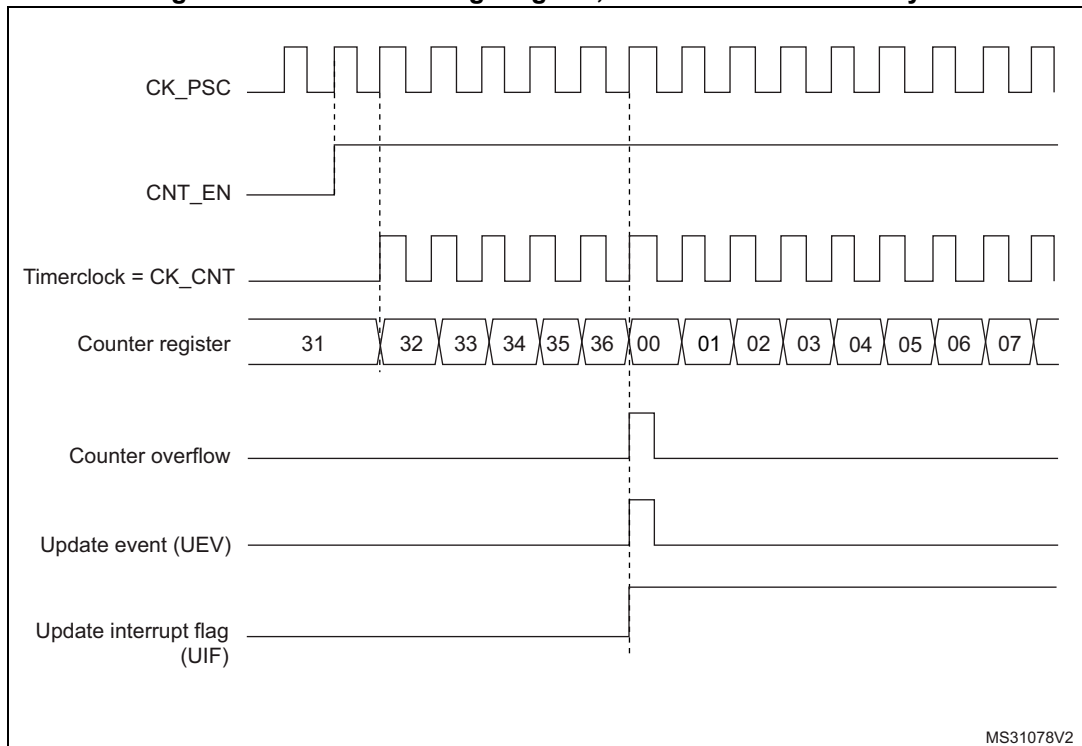 CK_PSC
CNT_EN
Timerclock = CK_CNT
Counter register
31 32 33 34 35 36 00 01 02 03 04 05 06 07
Counter overflow
Update event (UEV)
Update interrupt flag
(UIF)
MS31078V2